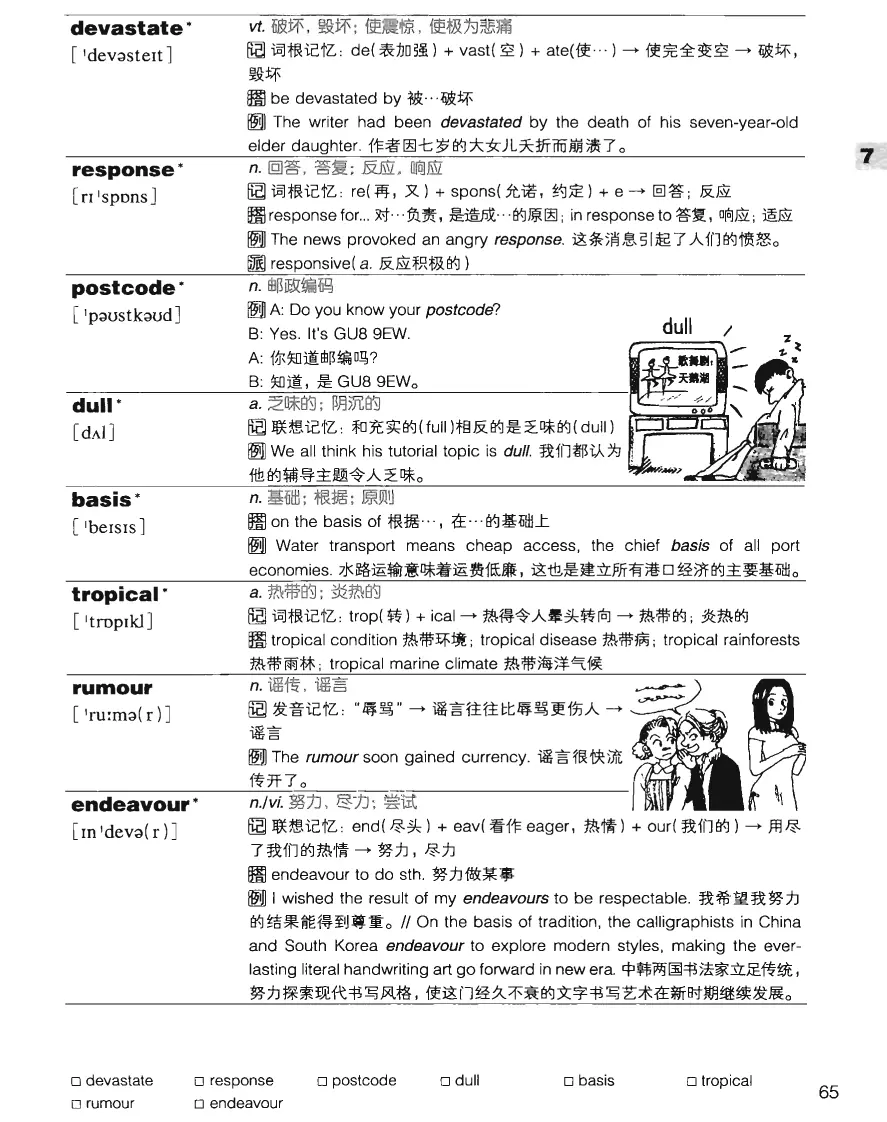 devastate*
[ ˈdevəsteɪt ]
vt. 破坏，毁坏；使震惊，使极为悲痛
记 词根记忆：de(表加强) + vast(空) + ate(使…) → 使完全变空 → 破坏，
毁坏
搭 be devastated by 被…破坏
例 The writer had been devastated by the death of his seven-year-old
elder daughter. 作者因七岁的大女儿夭折而崩溃了。
7
response*
[ rɪˈspɒns ]
n. 回答，答复；反应，响应
记 词根记忆：re(再，又) + spons(允诺，约定) + e → 回答；反应
搭 response for... 对…负责，是造成…的原因；in response to 答复，响应；适应
例 The news provoked an angry response. 这条消息引起了人们的愤怒。
派 responsive(a. 反应积极的)
postcode*
[ ˈpəʊstkəʊd ]
n. 邮政编码
例 A: Do you know your postcode?
B: Yes. It's GU8 9EW.
A: 你知道邮编吗?
B: 知道，是 GU8 9EW。
dull
歌舞剧：
天鹅湖
z z z z
dull*
[ dʌl ]
a. 乏味的；阴沉的
记 联想记忆：和充实的(full)相反的是乏味的(dull)
例 We all think his tutorial topic is dull. 我们都认为
他的辅导主题令人乏味。
basis*
[ ˈbeɪsɪs ]
n. 基础；根据；原则
搭 on the basis of 根据…，在…的基础上
例 Water transport means cheap access, the chief basis of all port
economies. 水路运输意味着运费低廉，这也是建立所有港口经济的主要基础。
tropical*
[ ˈtrɒpɪkl ]
a. 热带的；炎热的
记 词根记忆：trop(转) + ical → 热得令人晕头转向 → 热带的；炎热的
搭 tropical condition 热带环境；tropical disease 热带病；tropical rainforests
热带雨林；tropical marine climate 热带海洋气候
rumour
[ ˈruːmə(r) ]
n. 谣传，谣言
记 发音记忆："辱骂" → 谣言往往比辱骂更伤人 →
谣言
例 The rumour soon gained currency. 谣言很快流
传开了。
endeavour*
[ ɪnˈdevə(r) ]
n./vi. 努力，尽力；尝试
记 联想记忆：end(尽头) + eav(看作 eager，热情) + our(我们的) → 用尽
了我们的热情 → 努力，尽力
搭 endeavour to do sth. 努力做某事
例 I wished the result of my endeavours to be respectable. 我希望我努力
的结果能得到尊重。// On the basis of tradition, the calligraphists in China
and South Korea endeavour to explore modern styles, making the ever-
lasting literal handwriting art go forward in new era. 中韩两国书法家立足传统，
努力探索现代书写风格，使这门经久不衰的文字书写艺术在新时期继续发展。
□ devastate □ response □ postcode □ dull □ basis □ tropical
□ rumour □ endeavour
65